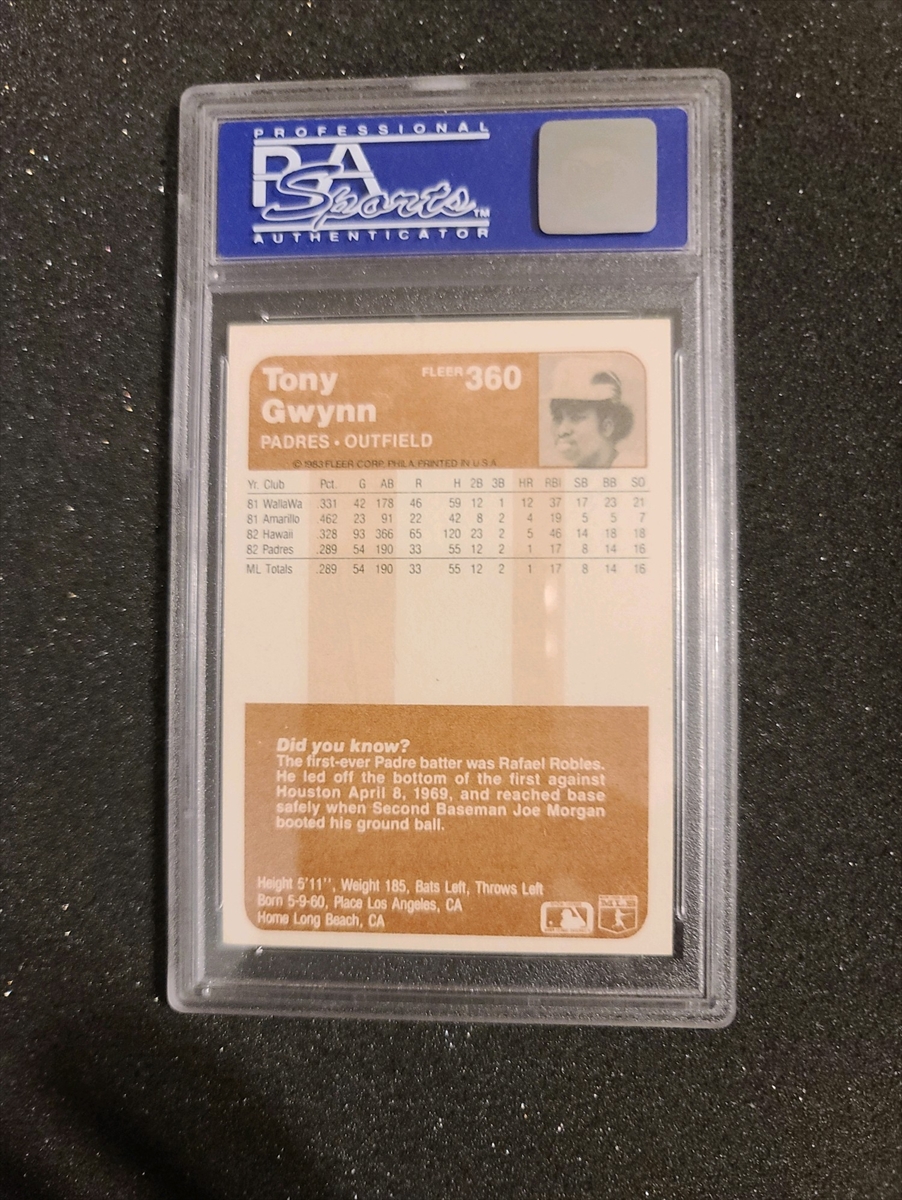 PROFESSIONAL
PSA
Sports™
AUTHENTICATOR
Tony
Gwynn
FLEER 360
PADRES • OUTFIELD
© 1983 FLEER CORP. PHILA. PRINTED IN U.S.A.
Yr. Club Pct. G AB R H 2B 3B HR RBI SB BB SO
81 WallaWa .331 42 178 46 59 12 1 12 37 17 23 21
81 Amarillo .462 23 91 22 42 8 2 4 19 5 5 7
82 Hawaii .328 93 366 65 120 23 2 5 46 14 18 18
82 Padres .289 54 190 33 55 12 2 1 17 8 14 16
ML Totals .289 54 190 33 55 12 2 1 17 8 14 16
Did you know?
The first-ever Padre batter was Rafael Robles.
He led off the bottom of the first against
Houston April 8, 1969, and reached base
safely when Second Baseman Joe Morgan
booted his ground ball.
Height 5'11'', Weight 185, Bats Left, Throws Left
Born 5-9-60, Place Los Angeles, CA
Home Long Beach, CA